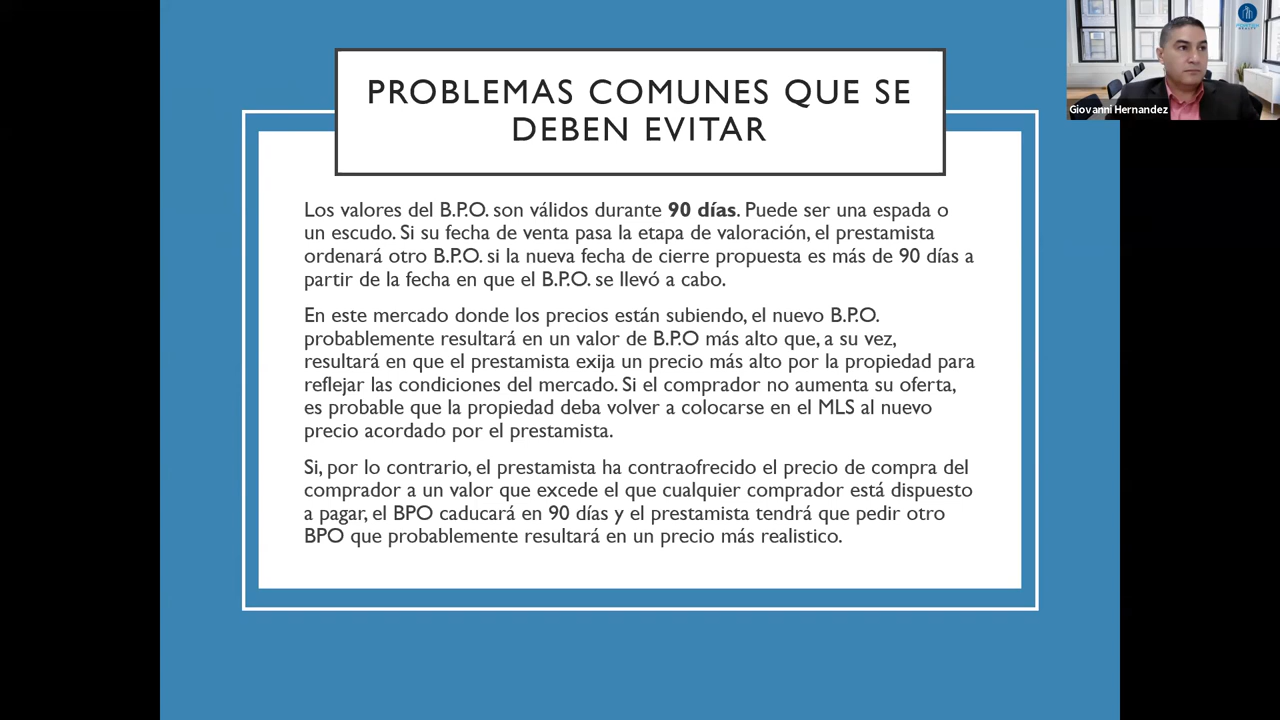 PROBLEMAS COMUNES QUE SE
DEBEN EVITAR
Giovanni Hernandez
Los valores del B.P.O. son válidos durante 90 días. Puede ser una espada o
un escudo. Si su fecha de venta pasa la etapa de valoración, el prestamista
ordenará otro B.P.O. si la nueva fecha de cierre propuesta es más de 90 días a
partir de la fecha en que el B.P.O. se llevó a cabo.
En este mercado donde los precios están subiendo, el nuevo B.P.O.
probablemente resultará en un valor de B.P.O más alto que, a su vez,
resultará en que el prestamista exija un precio más alto por la propiedad para
reflejar las condiciones del mercado. Si el comprador no aumenta su oferta,
es probable que la propiedad deba volver a colocarse en el MLS al nuevo
precio acordado por el prestamista.
Si, por lo contrario, el prestamista ha contraofrecido el precio de compra del
comprador a un valor que excede el que cualquier comprador está dispuesto
a pagar, el BPO caducará en 90 días y el prestamista tendrá que pedir otro
BPO que probablemente resultará en un precio más realistico.